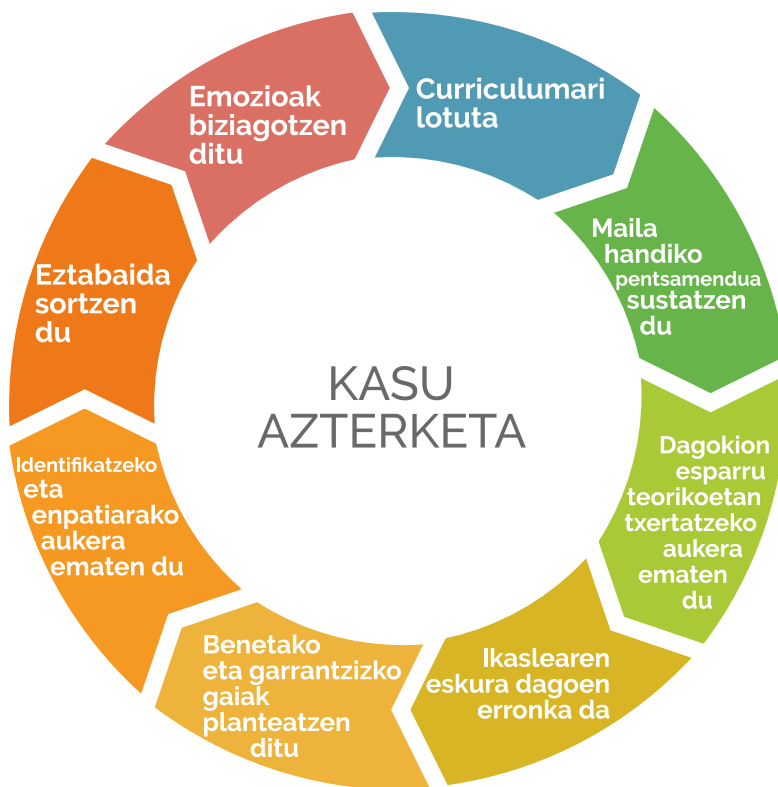 Emozioak
biziagotzen
ditu
Curriculumari
lotuta
Maila
handiko
pentsamendua
sustatzen
du
Dagokion
esparru
teorikoetan
txertatzeko
aukera
ematen
du
Ikaslearen
eskura dagoen
erronka da
Benetako
eta garrantzizko
gaiak
planteatzen
ditu
Identifikatzeko
eta
enpatiarako
aukera
ematen du
Eztabaida
sortzen
du
KASU
AZTERKETA